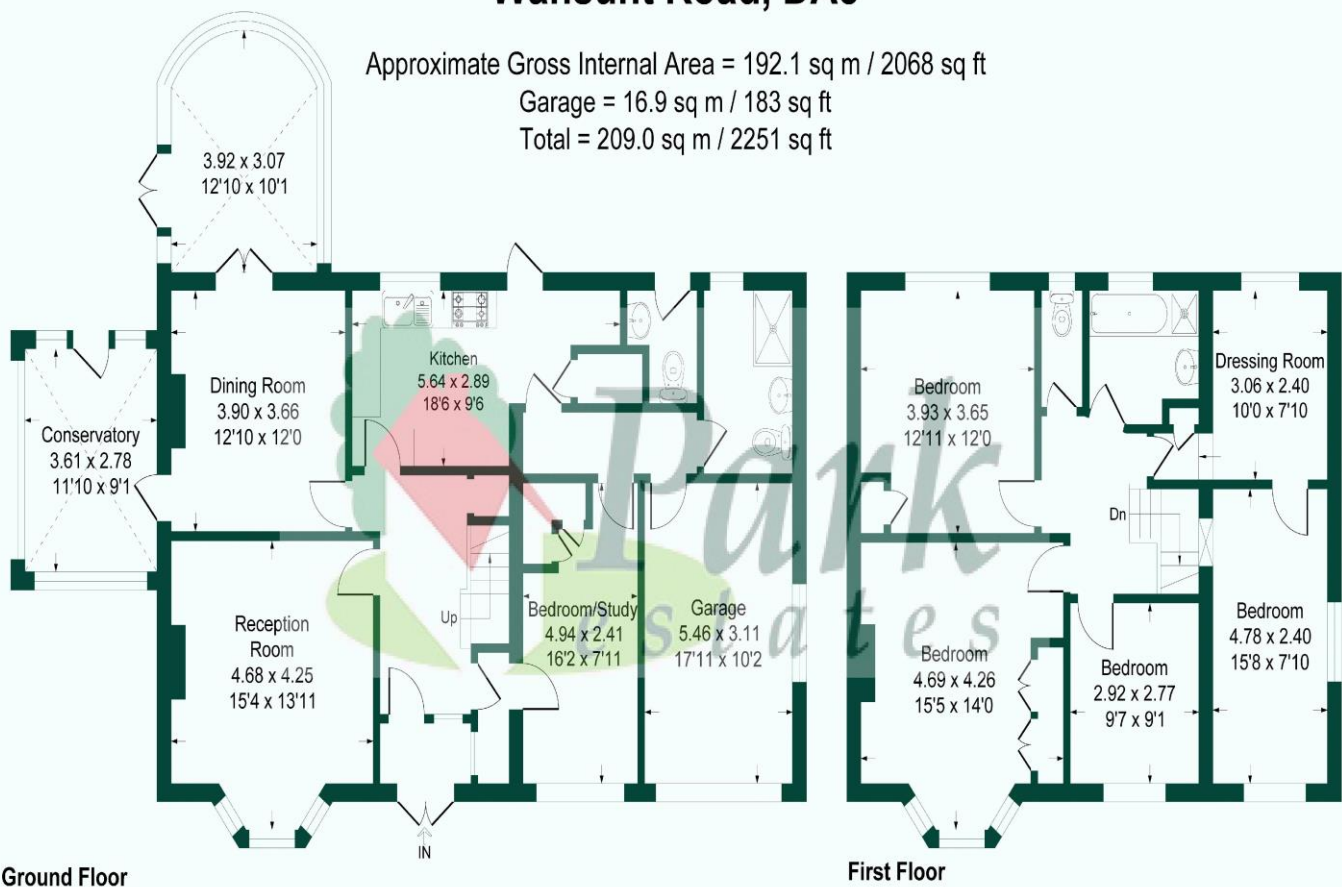 Approximate Gross Internal Area = 192.1 sq m / 2068 sq ft
Garage = 16.9 sq m / 183 sq ft
Total = 209.0 sq m / 2251 sq ft
3.92 x 3.07
12'10 x 10'1
Conservatory
3.61 x 2.78
11'10 x 9'1
Dining Room
3.90 x 3.66
12'10 x 12'0
Kitchen
5.64 x 2.89
18'6 x 9'6
Reception
Room
4.68 x 4.25
15'4 x 13'11
Up
Bedroom/Study
4.94 x 2.41
16'2 x 7'11
Garage
5.46 x 3.11
17'11 x 10'2
IN
Ground Floor
Bedroom
3.93 x 3.65
12'11 x 12'0
Dressing Room
3.06 x 2.40
10'0 x 7'10
Dn
Bedroom
4.69 x 4.26
15'5 x 14'0
Bedroom
2.92 x 2.77
9'7 x 9'1
Bedroom
4.78 x 2.40
15'8 x 7'10
First Floor
Park
estates